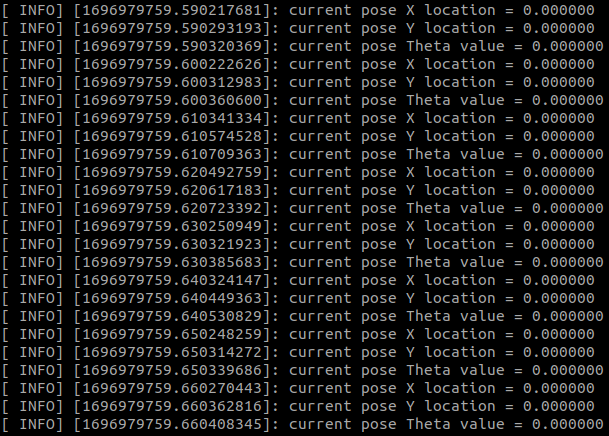 [ INFO] [1696979759.590217681]: current pose X location = 0.000000
[ INFO] [1696979759.590293193]: current pose Y location = 0.000000
[ INFO] [1696979759.590320369]: current pose Theta value = 0.000000
[ INFO] [1696979759.600222626]: current pose X location = 0.000000
[ INFO] [1696979759.600312983]: current pose Y location = 0.000000
[ INFO] [1696979759.600360600]: current pose Theta value = 0.000000
[ INFO] [1696979759.610341334]: current pose X location = 0.000000
[ INFO] [1696979759.610574528]: current pose Y location = 0.000000
[ INFO] [1696979759.610709363]: current pose Theta value = 0.000000
[ INFO] [1696979759.620492759]: current pose X location = 0.000000
[ INFO] [1696979759.620617183]: current pose Y location = 0.000000
[ INFO] [1696979759.620723392]: current pose Theta value = 0.000000
[ INFO] [1696979759.630250949]: current pose X location = 0.000000
[ INFO] [1696979759.630321923]: current pose Y location = 0.000000
[ INFO] [1696979759.630385683]: current pose Theta value = 0.000000
[ INFO] [1696979759.640324147]: current pose X location = 0.000000
[ INFO] [1696979759.640449363]: current pose Y location = 0.000000
[ INFO] [1696979759.640530829]: current pose Theta value = 0.000000
[ INFO] [1696979759.650248259]: current pose X location = 0.000000
[ INFO] [1696979759.650314272]: current pose Y location = 0.000000
[ INFO] [1696979759.650339686]: current pose Theta value = 0.000000
[ INFO] [1696979759.660270443]: current pose X location = 0.000000
[ INFO] [1696979759.660362816]: current pose Y location = 0.000000
[ INFO] [1696979759.660408345]: current pose Theta value = 0.000000